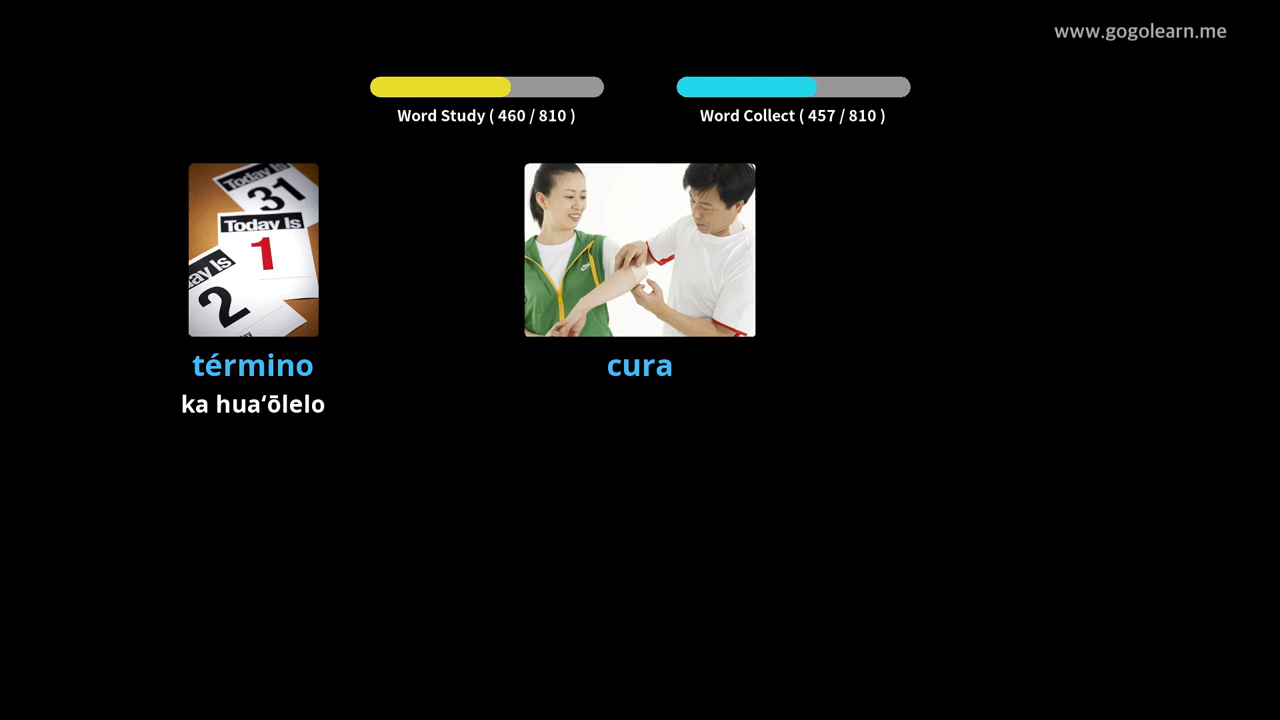 www.gogolearn.me
Word Study ( 460 / 810 )
Word Collect ( 457 / 810 )
Today Is
31
Today Is
1
ay Is
2
término
cura
ka huaʻōlelo